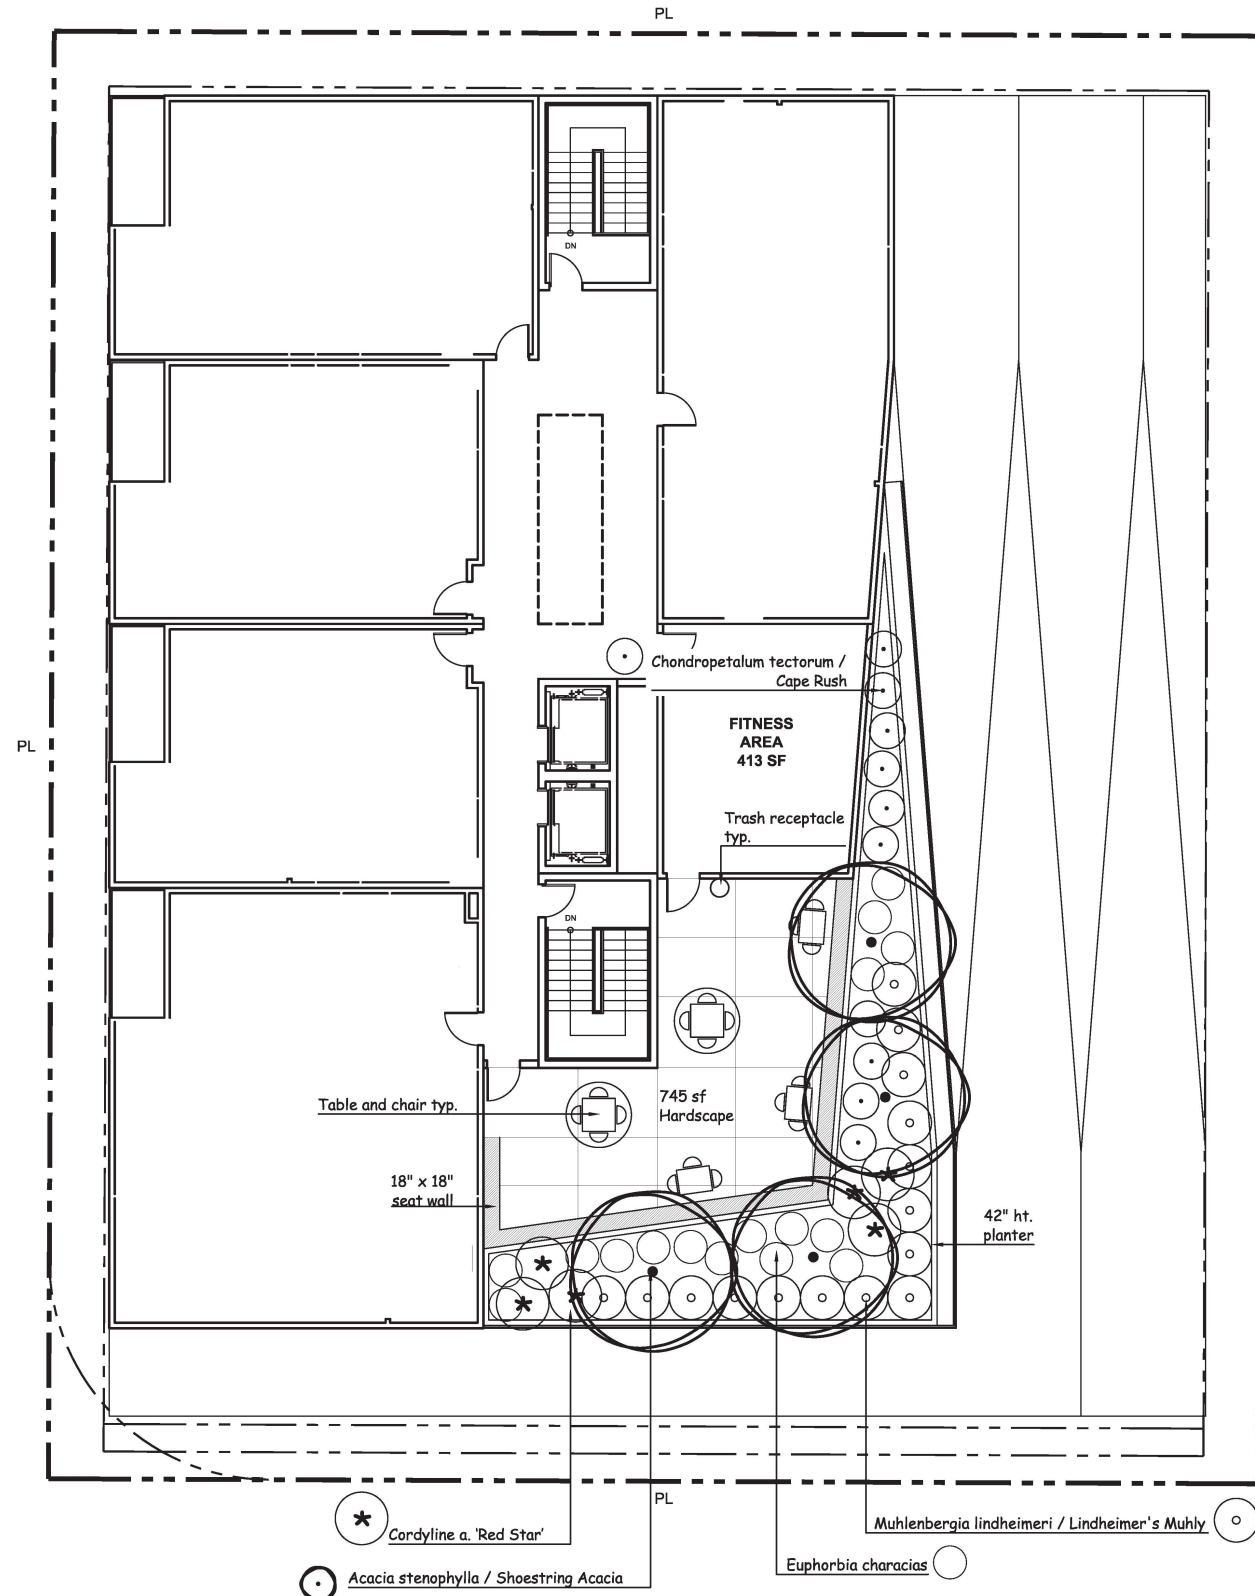 PL
DN
Chondropetalum tectorum /
Cape Rush
FITNESS
AREA
413 SF
PL
Trash receptacle
typ.
DN
Table and chair typ.
745 sf
Hardscape
18" x 18"
seat wall
42" ht.
planter
PL
Cordyline a. 'Red Star'
Muhlenbergia lindheimeri / Lindheimer's Muhly
Euphorbia characias
Acacia stenophylla / Shoestring Acacia